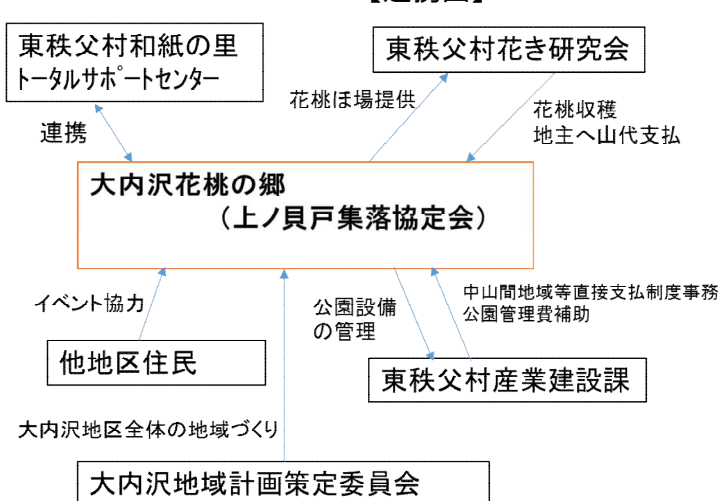 東秩父村和紙の里
トータルサポートセンター
東秩父村花き研究会
花桃ほ場提供
花桃収穫
地主へ山代支払
連携
大内沢花桃の郷
（上ノ貝戸集落協定会）
イベント協力
公園設備
の管理
中山間地域等直接支払制度事務
公園管理費補助
他地区住民
東秩父村産業建設課
大内沢地区全体の地域づくり
大内沢地域計画策定委員会